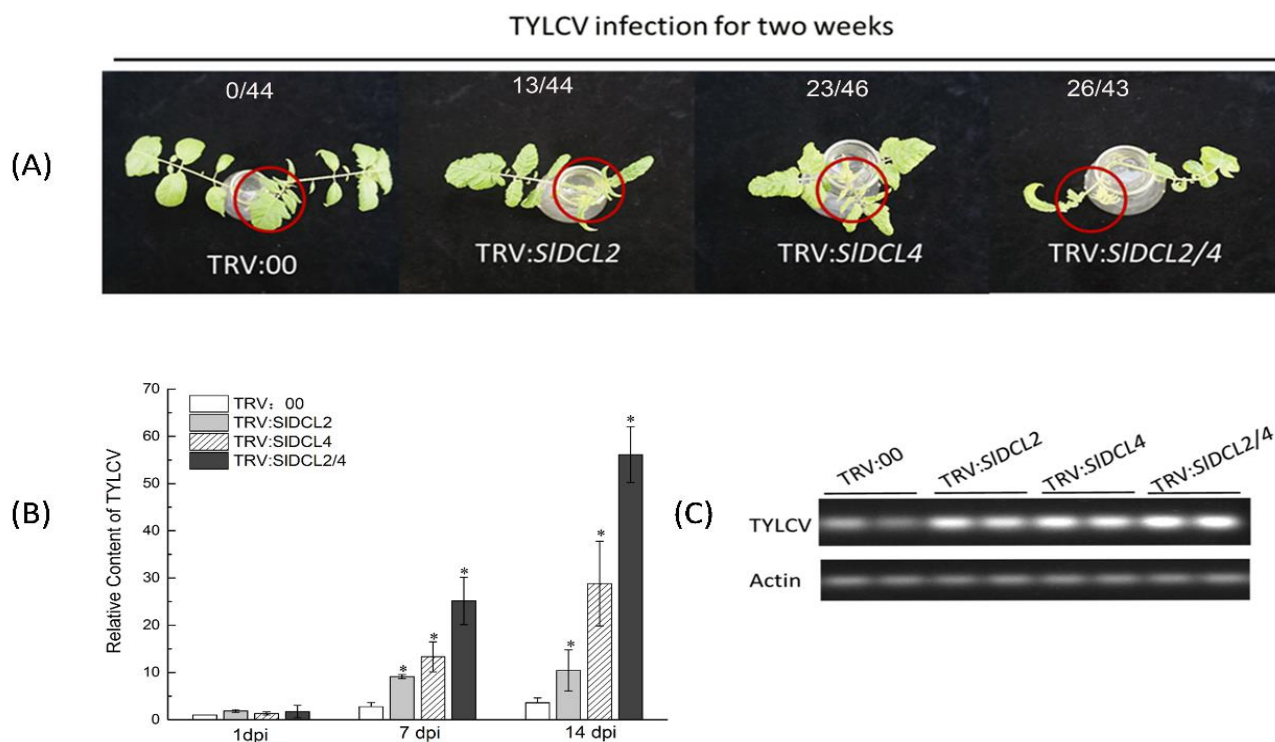 TYLCV infection for two weeks
(A)
0/44
13/44
23/46
26/43
TRV:00
TRV:SlDCL2
TRV:SlDCL4
TRV:SlDCL2/4
(B)
Relative Content of TYLCV
70
60
50
40
30
20
10
0
TRV：00
TRV:SlDCL2
TRV:SlDCL4
TRV:SlDCL2/4
*
*
*
*
*
*
1dpi
7 dpi
14 dpi
(C)
TRV:00
TRV:SlDCL2
TRV:SlDCL4
TRV:SlDCL2/4
TYLCV
Actin